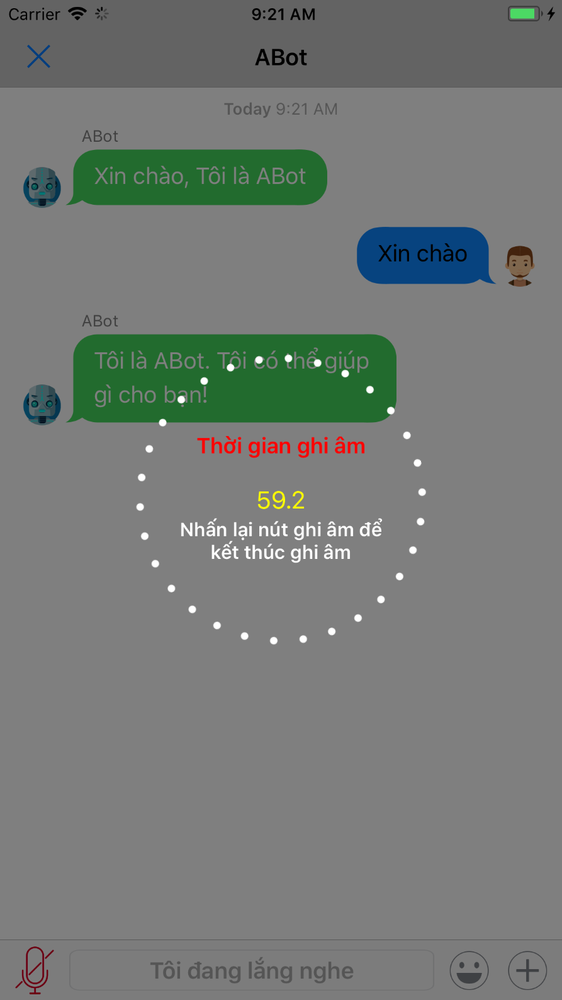 Carrier 9:21 AM
ABot
Today 9:21 AM
ABot
Xin chào, Tôi là ABot
Xin chào
ABot
Tôi là ABot. Tôi có thể giúp
gì cho bạn!
Thời gian ghi âm
59.2
Nhấn lại nút ghi âm để
kết thúc ghi âm
Tôi đang lắng nghe